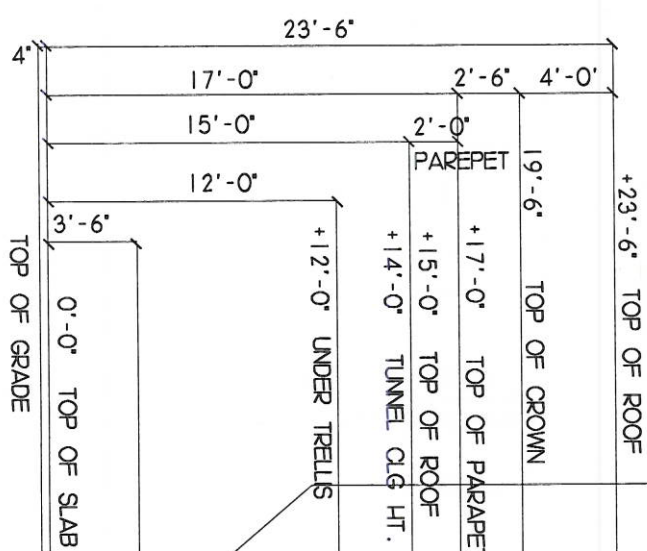 23'-6"
4"
17'-0"
2'-6"
4'-0'
15'-0"
2'-0"
PAREPET
12'-0"
3'-6"
TOP OF GRADE
0'-0" TOP OF SLAB
+12'-0" UNDER TRELLIS
+14'-0" TUNNEL CLG HT.
+15'-0" TOP OF ROOF
+17'-0" TOP OF PARAPE
19'-6" TOP OF CROWN
+23'-6" TOP OF ROOF